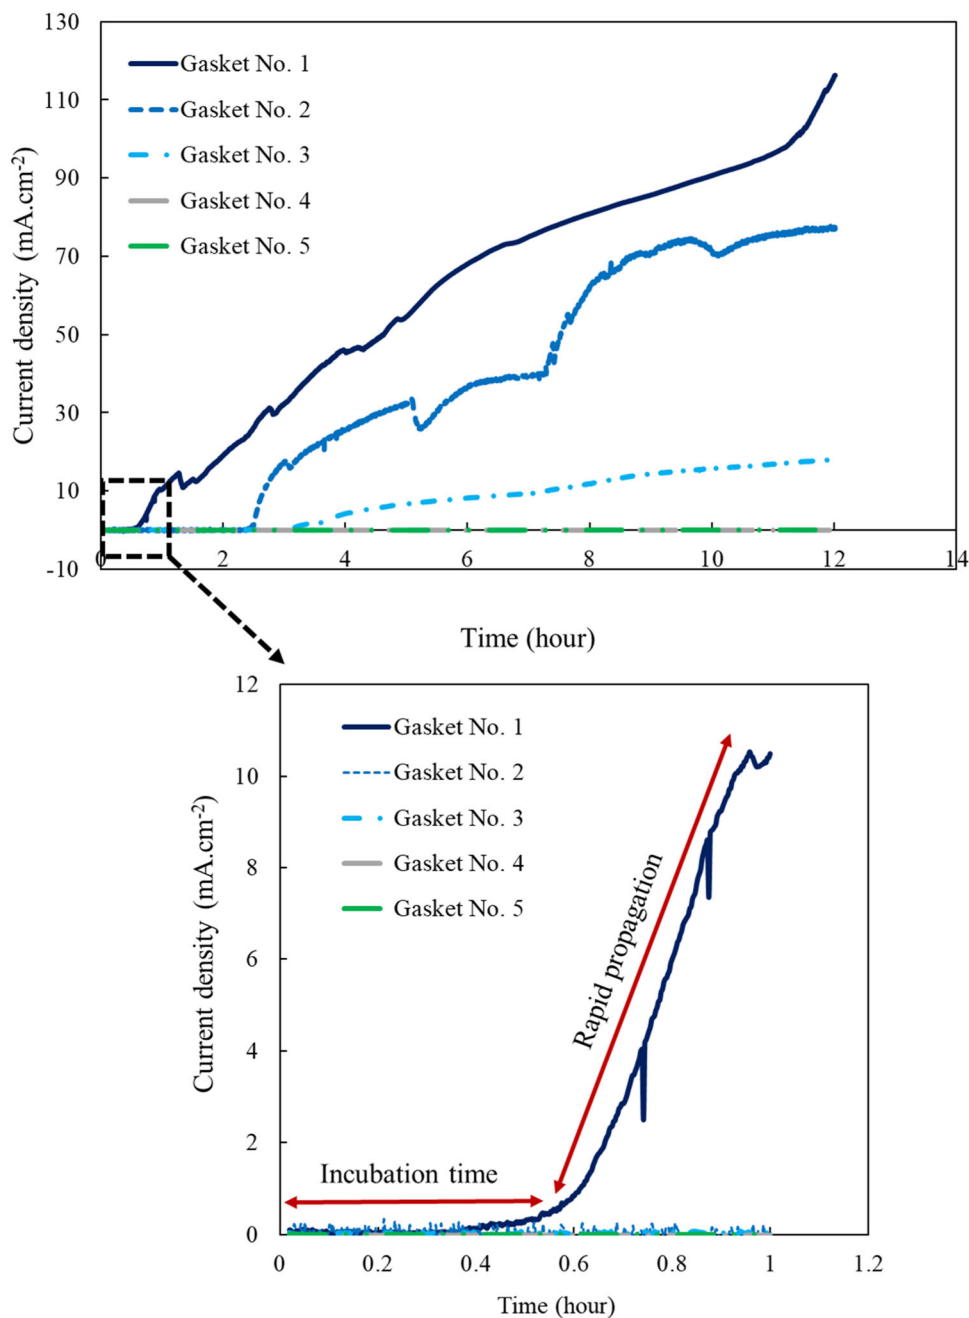 130
110
90
70
50
30
10
-10
Current density (mA.cm-2)
Gasket No. 1
Gasket No. 2
Gasket No. 3
Gasket No. 4
Gasket No. 5
0 2 4 6 8 10 12 14
Time (hour)
12
10
8
6
4
2
0
Current density (mA.cm-2)
Gasket No. 1
Gasket No. 2
Gasket No. 3
Gasket No. 4
Gasket No. 5
Rapid propagation
Incubation time
0 0.2 0.4 0.6 0.8 1 1.2
Time (hour)